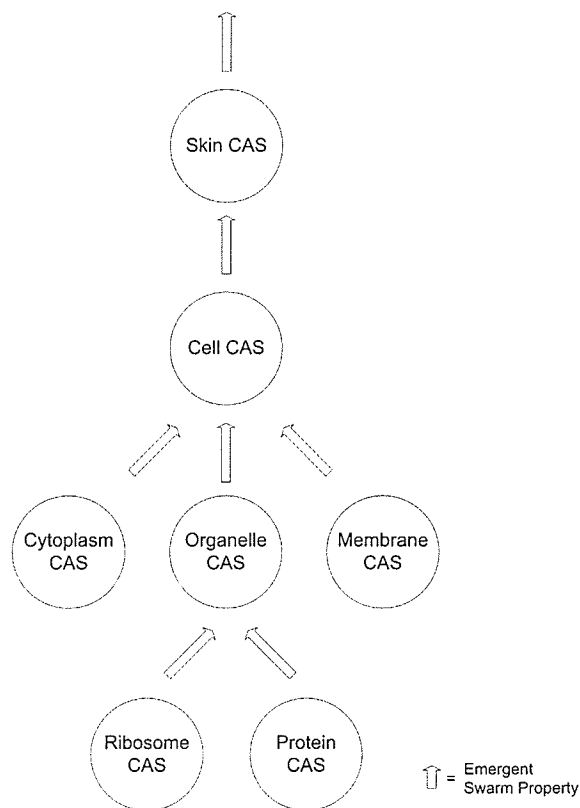 Skin CAS
Cell CAS
Cytoplasm
CAS
Organelle
CAS
Membrane
CAS
Ribosome
CAS
Protein
CAS
= Emergent
Swarm Property